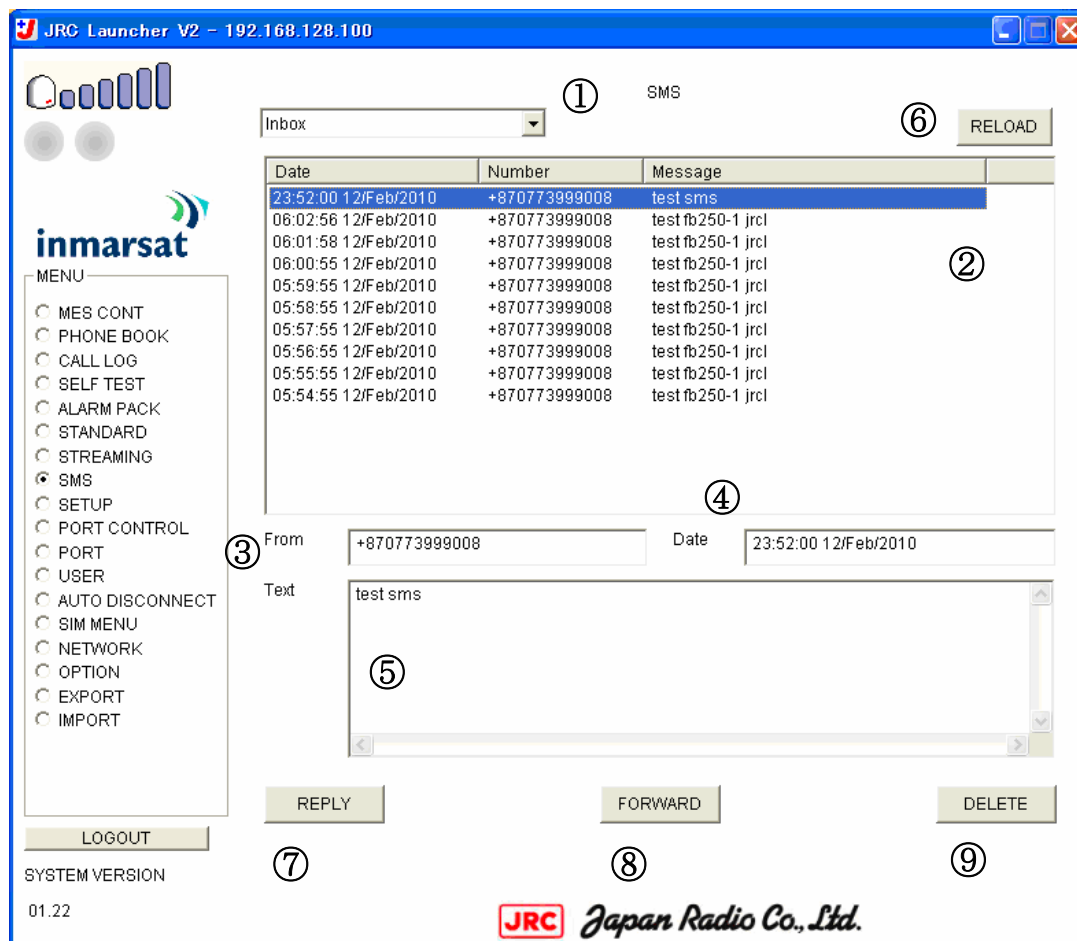 JRC Launcher V2 - 192.168.128.100
① SMS
Inbox
⑥ RELOAD
Date Number Message
23:52:00 12/Feb/2010 +870773999008 test sms
06:02:56 12/Feb/2010 +870773999008 test fb250-1 jrcl
06:01:58 12/Feb/2010 +870773999008 test fb250-1 jrcl
06:00:55 12/Feb/2010 +870773999008 test fb250-1 jrcl
05:59:55 12/Feb/2010 +870773999008 test fb250-1 jrcl
05:58:55 12/Feb/2010 +870773999008 test fb250-1 jrcl
05:57:55 12/Feb/2010 +870773999008 test fb250-1 jrcl
05:56:55 12/Feb/2010 +870773999008 test fb250-1 jrcl
05:55:55 12/Feb/2010 +870773999008 test fb250-1 jrcl
05:54:55 12/Feb/2010 +870773999008 test fb250-1 jrcl
②
inmarsat
MENU
MES CONT
PHONE BOOK
CALL LOG
SELF TEST
ALARM PACK
STANDARD
STREAMING
SMS
SETUP
PORT CONTROL
PORT
USER
AUTO DISCONNECT
SIM MENU
NETWORK
OPTION
EXPORT
IMPORT
④
③ From +870773999008 Date 23:52:00 12/Feb/2010
Text test sms
⑤
REPLY FORWARD DELETE
⑦ ⑧ ⑨
LOGOUT
SYSTEM VERSION
01.22
JRC Japan Radio Co., Ltd.